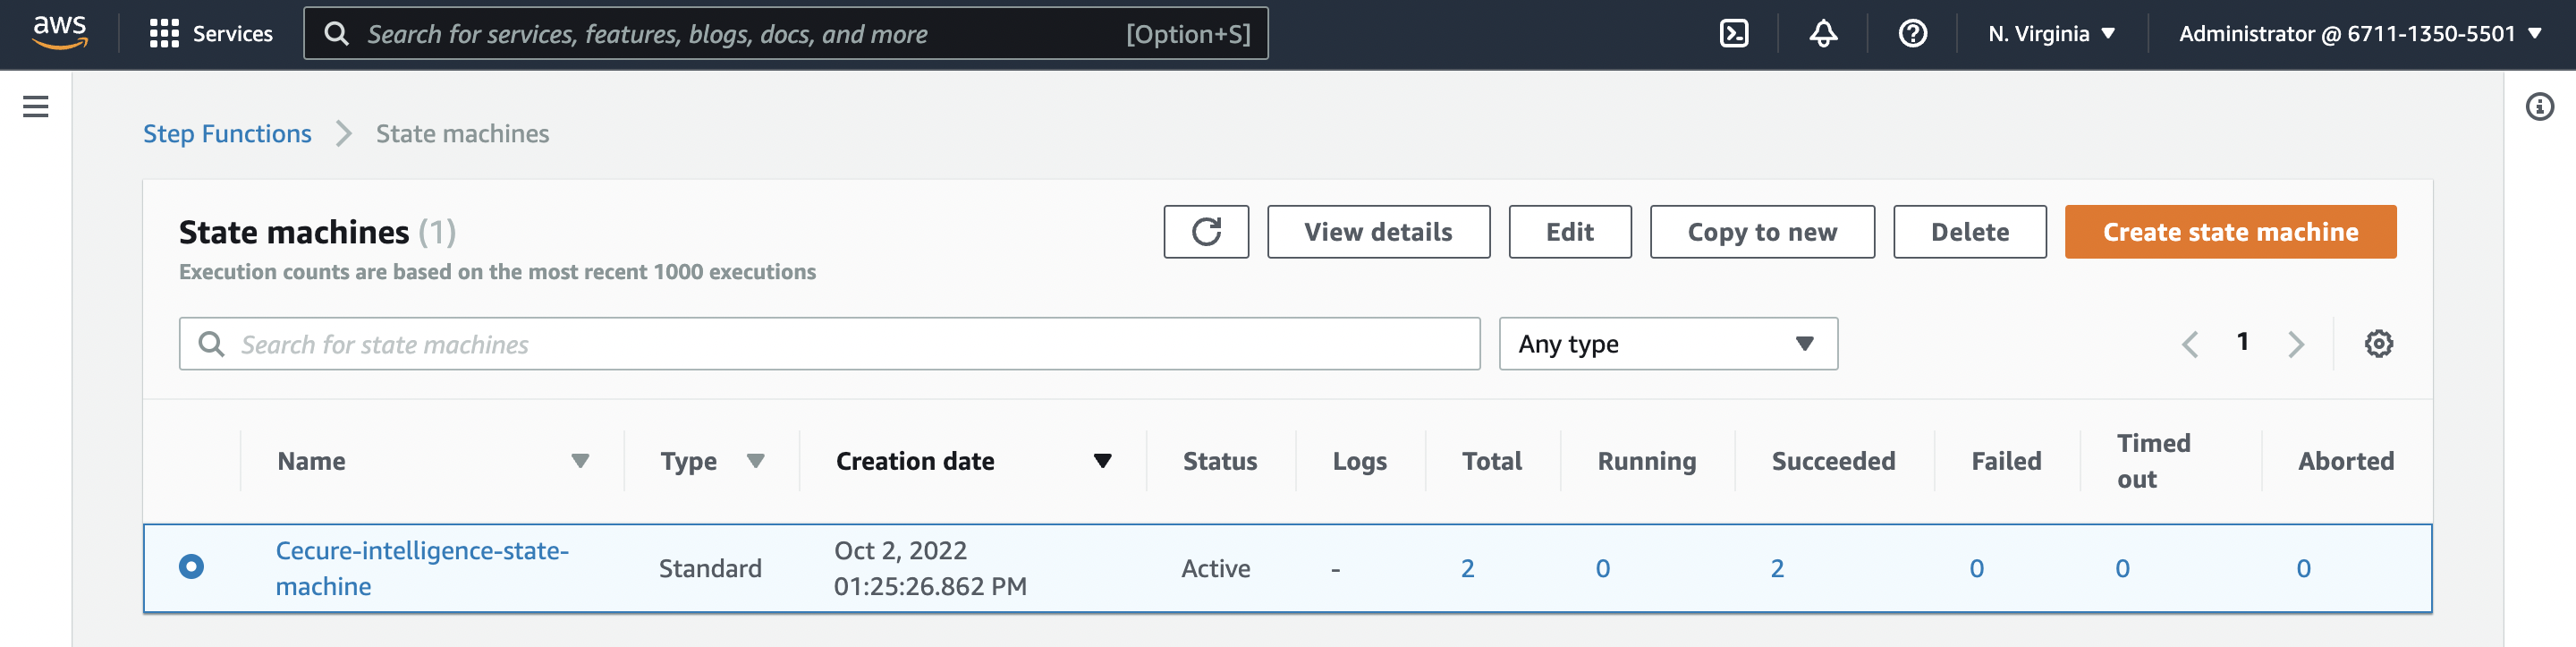 aws Services Search for services, features, blogs, docs, and more [Option+S] N. Virginia Administrator @ 6711-1350-5501
Step Functions State machines
State machines (1) View details Edit Copy to new Delete Create state machine
Execution counts are based on the most recent 1000 executions
Search for state machines Any type 1
Name Type Creation date Status Logs Total Running Succeeded Failed Timed out Aborted
Cecure-intelligence-state-machine Standard Oct 2, 2022 01:25:26.862 PM Active - 2 0 2 0 0 0